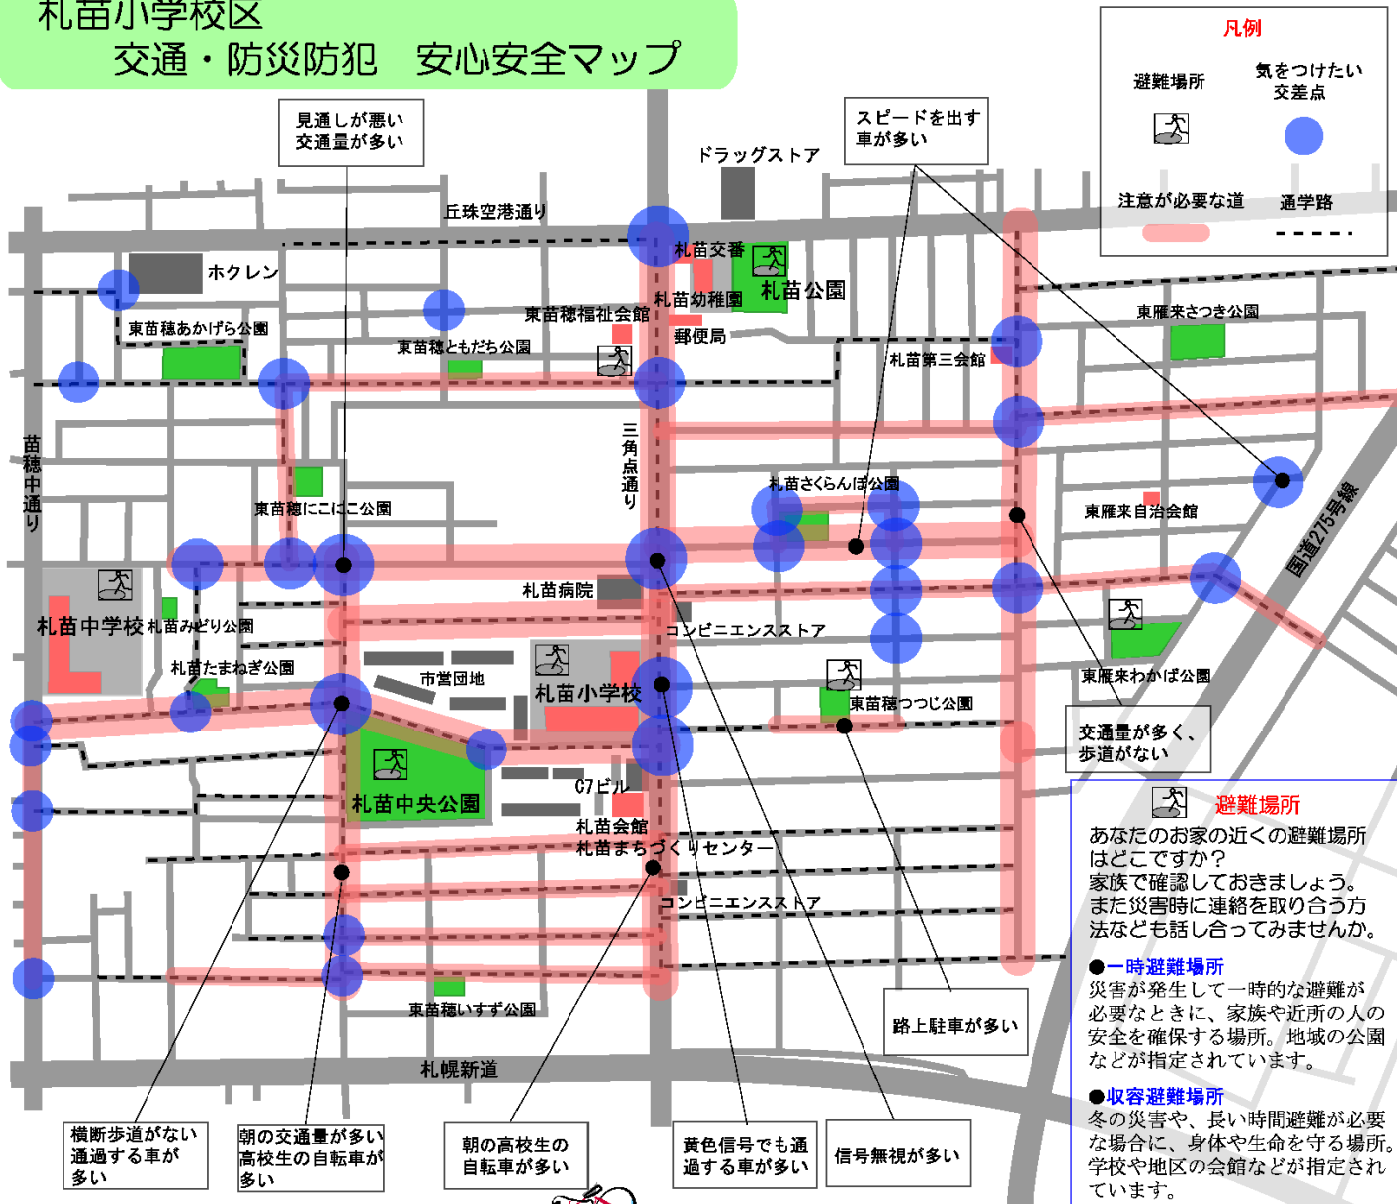 札苗小学校区
交通・防災防犯　安心安全マップ
凡例
避難場所
気をつけたい
交差点
注意が必要な道
通学路
見通しが悪い
交通量が多い
スピードを出す
車が多い
ドラッグストア
丘珠空港通り
札苗交番
ホクレン
札苗幼稚園
札苗公園
東苗穂福祉会館
郵便局
東苗穂あかげら公園
東苗穂ともだち公園
札苗第三会館
東雁来さつき公園
苗穂中通り
三角点通り
東苗穂にこにこ公園
札苗さくらんぼ公園
東雁来自治会館
国道275号線
札苗病院
札苗中学校
札苗みどり公園
コンビニエンスストア
札苗たまねぎ公園
市営団地
札苗小学校
東雁来わかば公園
東苗穂つつじ公園
交通量が多く、
歩道がない
C7ビル
札苗中央公園
札苗会館
札苗まちづくりセンター
コンビニエンスストア
東苗穂いすず公園
札幌新道
路上駐車が多い
横断歩道がない
通過する車が
多い
朝の交通量が多い
高校生の自転車が
多い
朝の高校生の
自転車が多い
黄色信号でも通
過する車が多い
信号無視が多い
避難場所
あなたのお家の近くの避難場所
はどこですか？
家族で確認しておきましょう。
また災害時に連絡を取り合う方
法なども話し合ってみませんか。
●一時避難場所
災害が発生して一時的な避難が
必要なときに、家族や近所の人の
安全を確保する場所。地域の公園
などが指定されています。
●収容避難場所
冬の災害や、長い時間避難が必要
な場合に、身体や生命を守る場所。
学校や地区の会館などが指定され
ています。